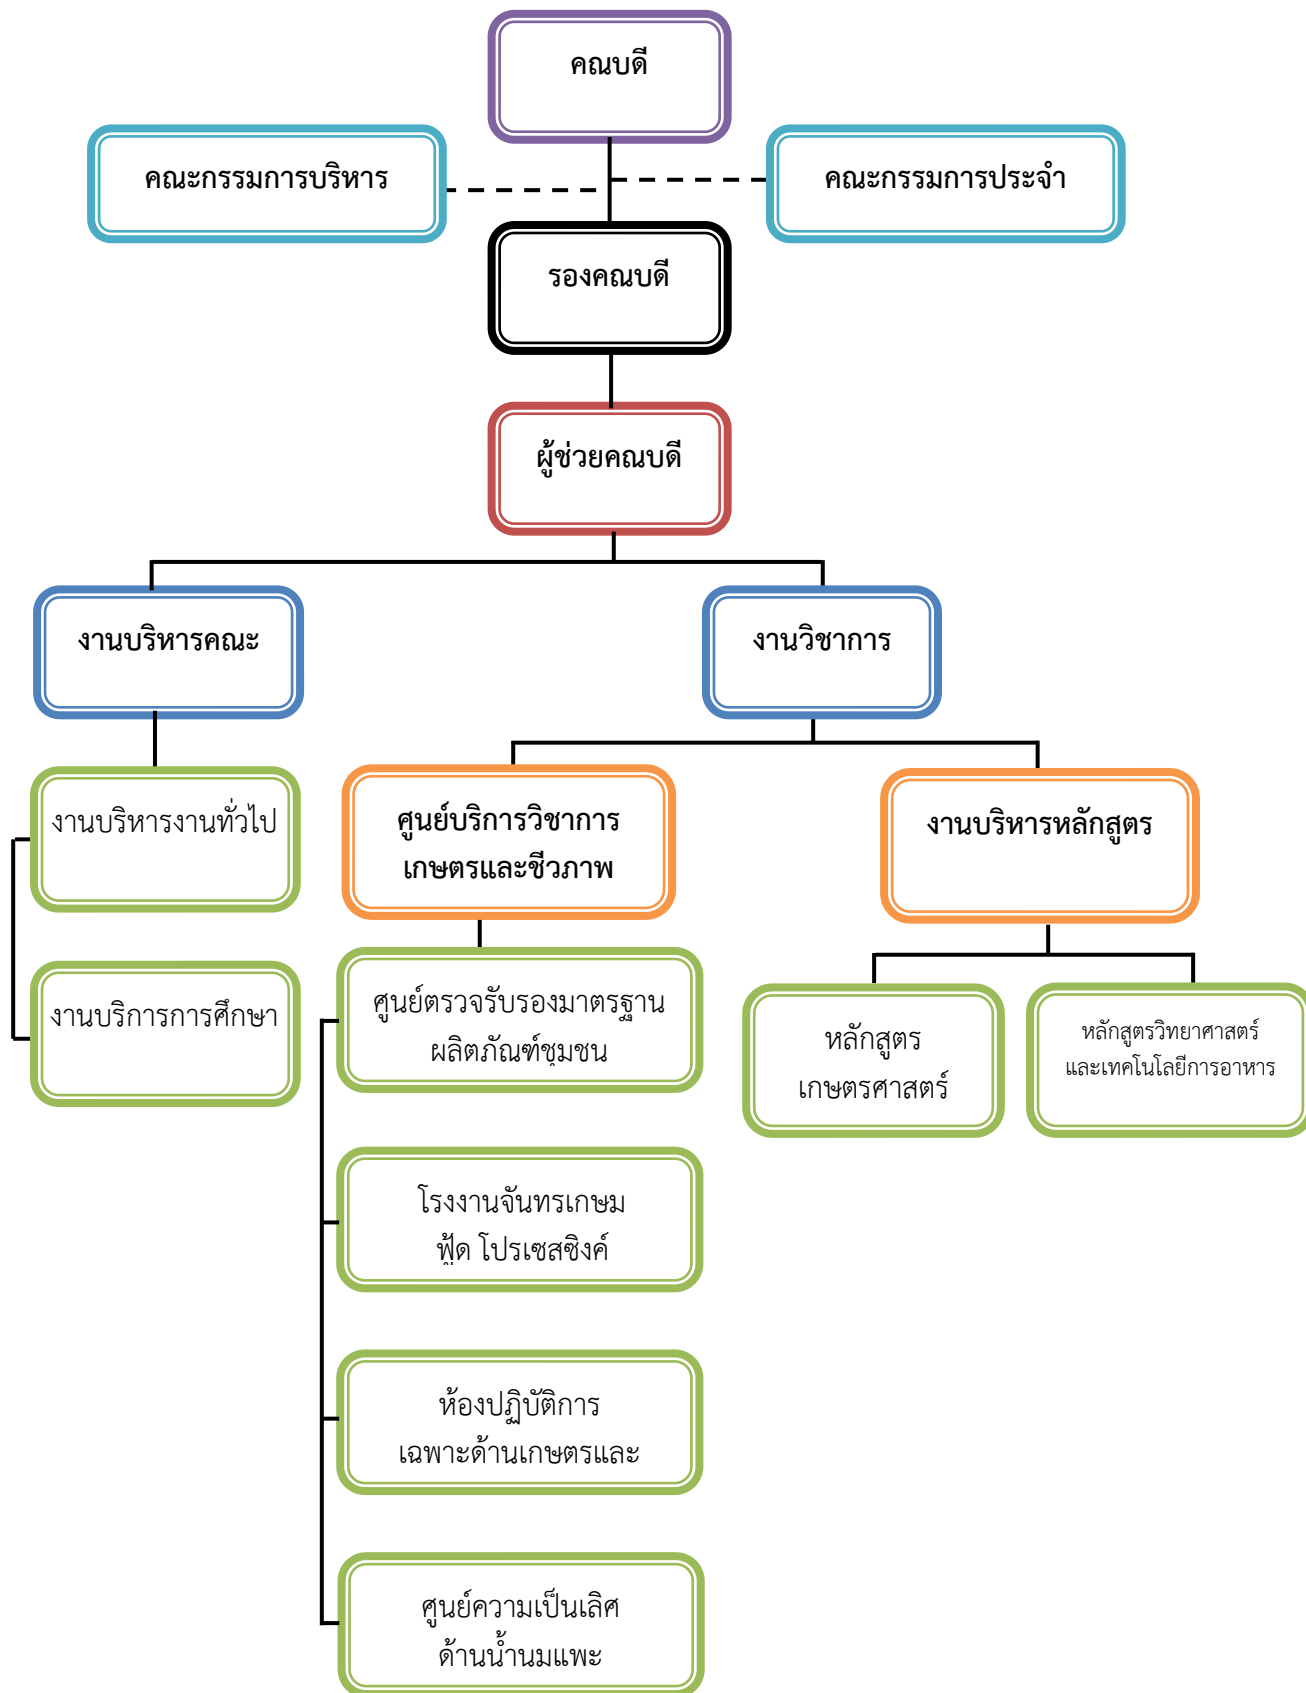 คณบดี
คณะกรรมการบริหาร
คณะกรรมการประจำ
รองคณบดี
ผู้ช่วยคณบดี
งานบริหารคณะ
งานวิชาการ
งานบริหารงานทั่วไป
ศูนย์บริการวิชาการ
เกษตรและชีวภาพ
งานบริหารหลักสูตร
งานบริการการศึกษา
ศูนย์ตรวจรับรองมาตรฐาน
ผลิตภัณฑ์ชุมชน
หลักสูตร
เกษตรศาสตร์
หลักสูตรวิทยาศาสตร์
และเทคโนโลยีการอาหาร
โรงงานจันทรเกษม
ฟู้ด โปรเซสซิงค์
ห้องปฏิบัติการ
เฉพาะด้านเกษตรและ
ศูนย์ความเป็นเลิศ
ด้านน้ำนมแพะ